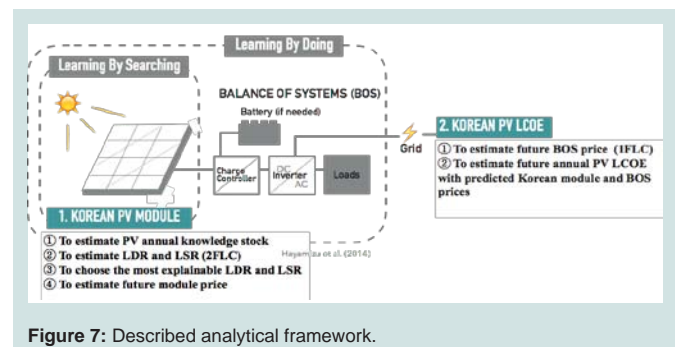 Learning By Doing
Learning By Searching
BALANCE OF SYSTEMS (BOS)
Battery (if needed)
Charge
Controller
DC
Inverter
AC
Loads
Grid
2. KOREAN PV LCOE
① To estimate future BOS price (1FLC)
② To estimate future annual PV LCOE
with predicted Korean module and BOS
prices
1. KOREAN PV MODULE
① To estimate PV annual knowledge stock
② To estimate LDR and LSR (2FLC)
③ To choose the most explainable LDR and LSR
④ To estimate future module price
et al. (2014)
Figure 7: Described analytical framework.